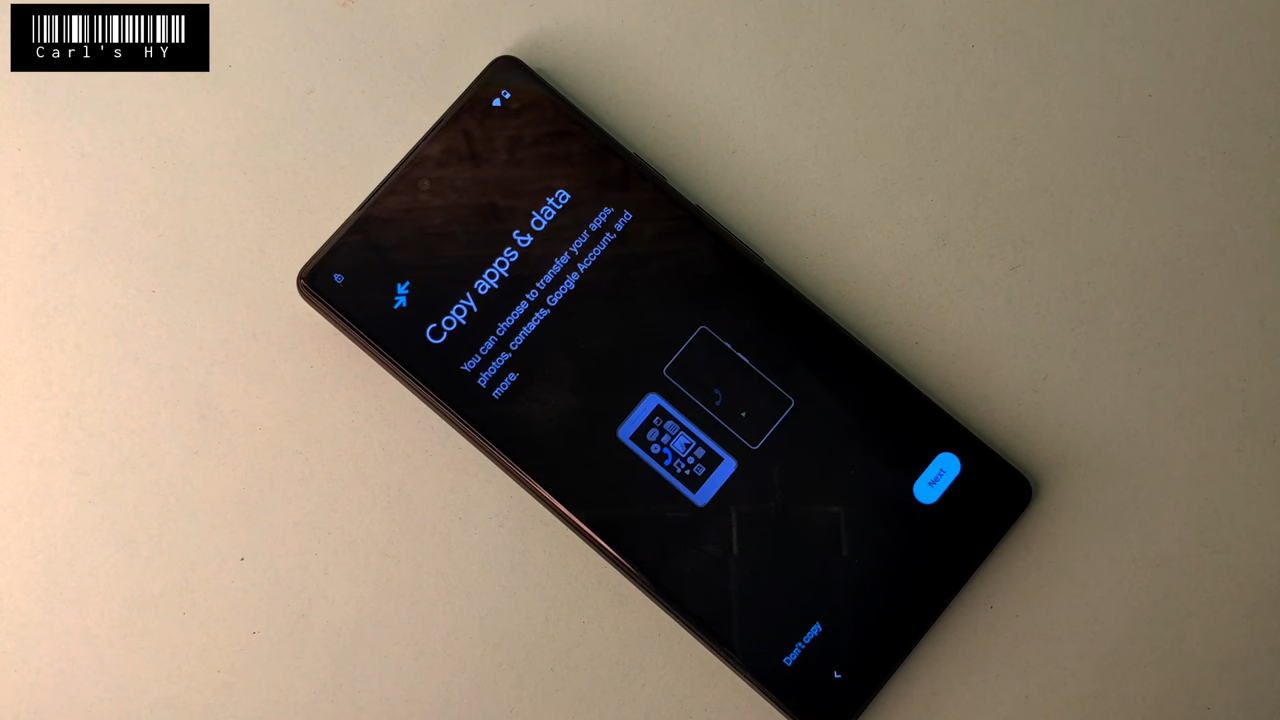 Carl's HY
Copy apps & data
You can choose to transfer your apps,
photos, contacts, Google Account, and
more.
Next
Don't copy